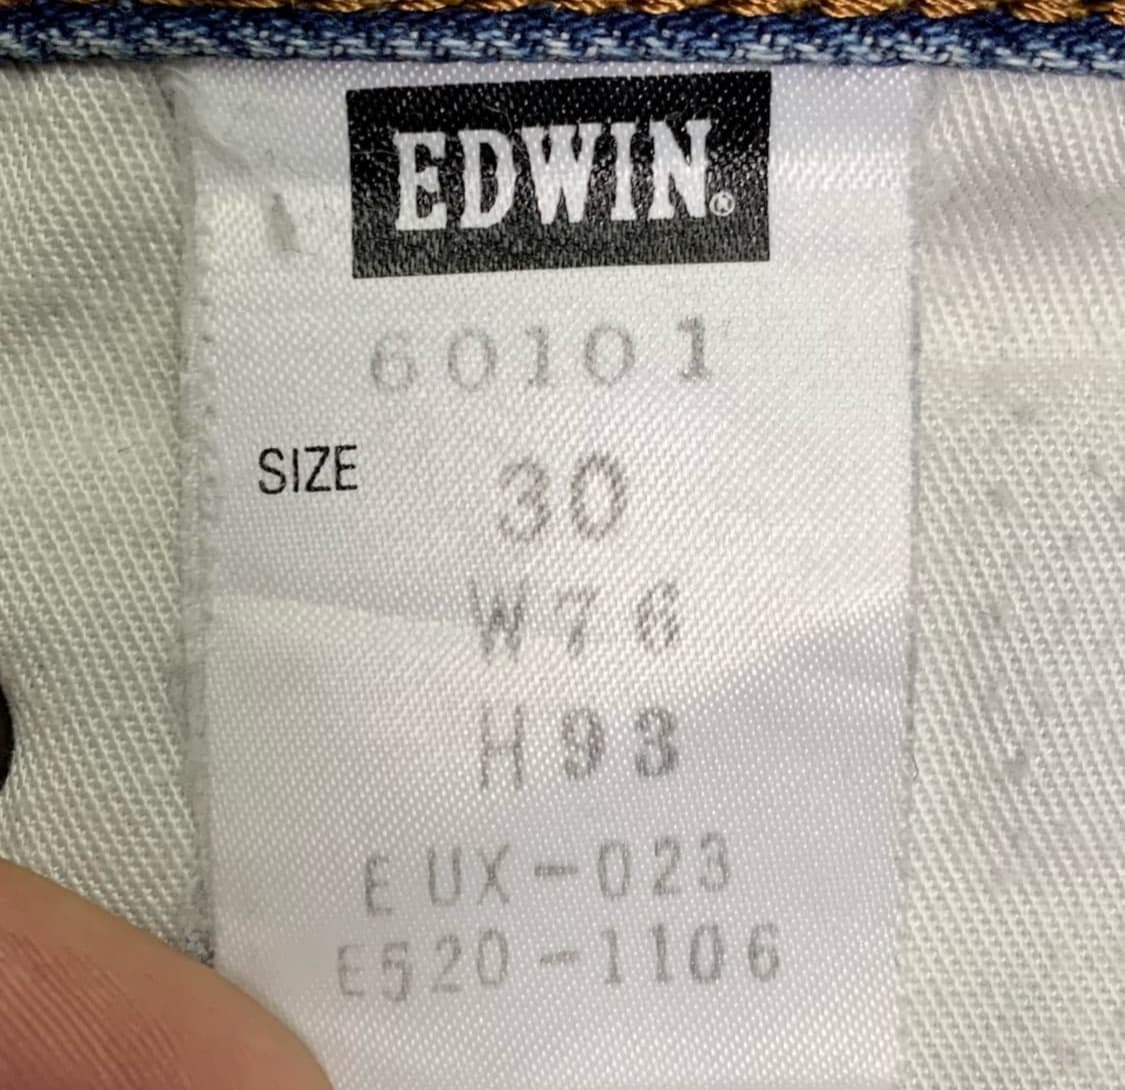 EDWIN®
60101
SIZE 30
W76
H93
EUX-023
E520-1106